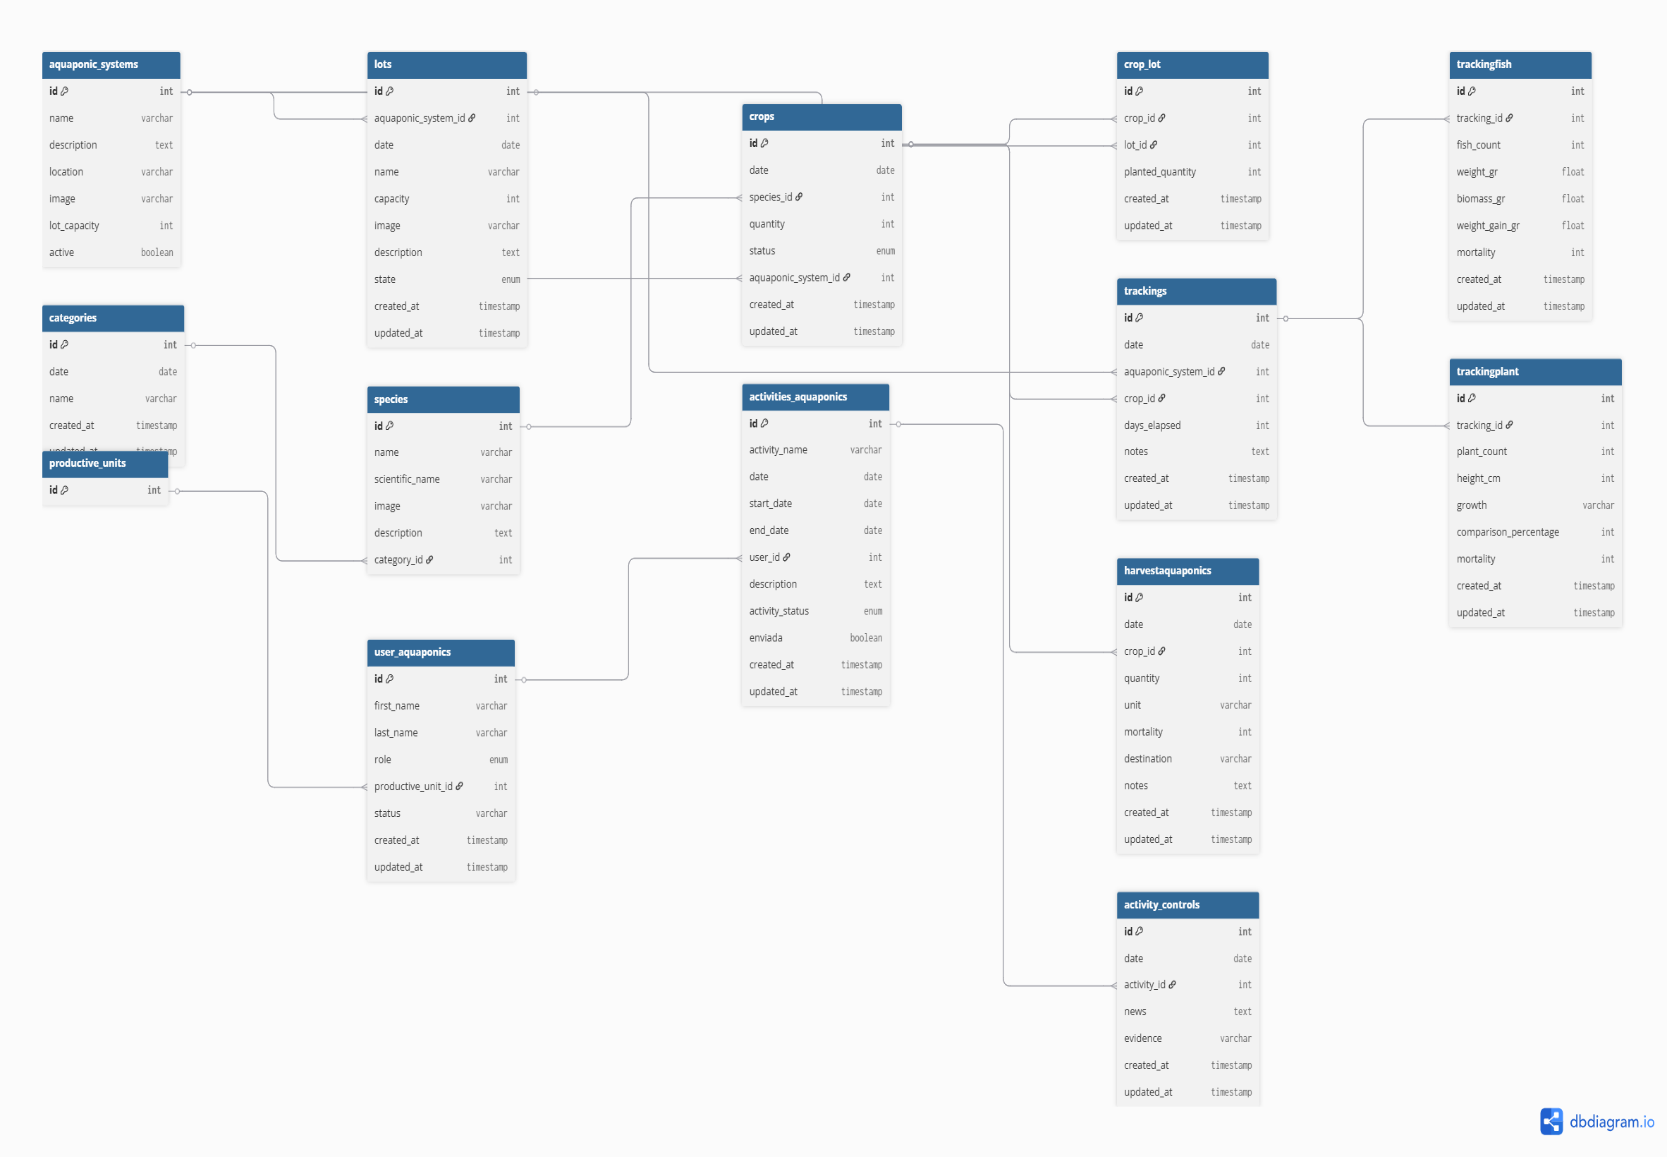 aquaponic_systems
id int
name varchar
description text
location varchar
image varchar
lot_capacity int
active boolean
categories
id int
date date
name varchar
created_at timestamp
updated_at timestamp
productive_units
id int
lots
id int
aquaponic_system_id int
date date
name varchar
capacity int
image varchar
description text
state enum
created_at timestamp
updated_at timestamp
species
id int
name varchar
scientific_name varchar
image varchar
description text
category_id int
user_aquaponics
id int
first_name varchar
last_name varchar
role enum
productive_unit_id int
status varchar
created_at timestamp
updated_at timestamp
crops
id int
date date
species_id int
quantity int
status enum
aquaponic_system_id int
created_at timestamp
updated_at timestamp
activities_aquaponics
id int
activity_name varchar
date date
start_date date
end_date date
user_id int
description text
activity_status enum
enviada boolean
created_at timestamp
updated_at timestamp
crop_lot
id int
crop_id int
lot_id int
planted_quantity int
created_at timestamp
updated_at timestamp
trackings
id int
date date
aquaponic_system_id int
crop_id int
days_elapsed int
notes text
created_at timestamp
updated_at timestamp
harvestaquaponics
id int
date date
crop_id int
quantity int
unit varchar
mortality int
destination varchar
notes text
created_at timestamp
updated_at timestamp
activity_controls
id int
date date
activity_id int
news text
evidence varchar
created_at timestamp
updated_at timestamp
trackingfish
id int
tracking_id int
fish_count int
weight_gr float
biomass_gr float
weight_gain_gr float
mortality int
created_at timestamp
updated_at timestamp
trackingplant
id int
tracking_id int
plant_count int
height_cm int
growth varchar
comparison_percentage int
mortality int
created_at timestamp
updated_at timestamp
dbdiagram.io